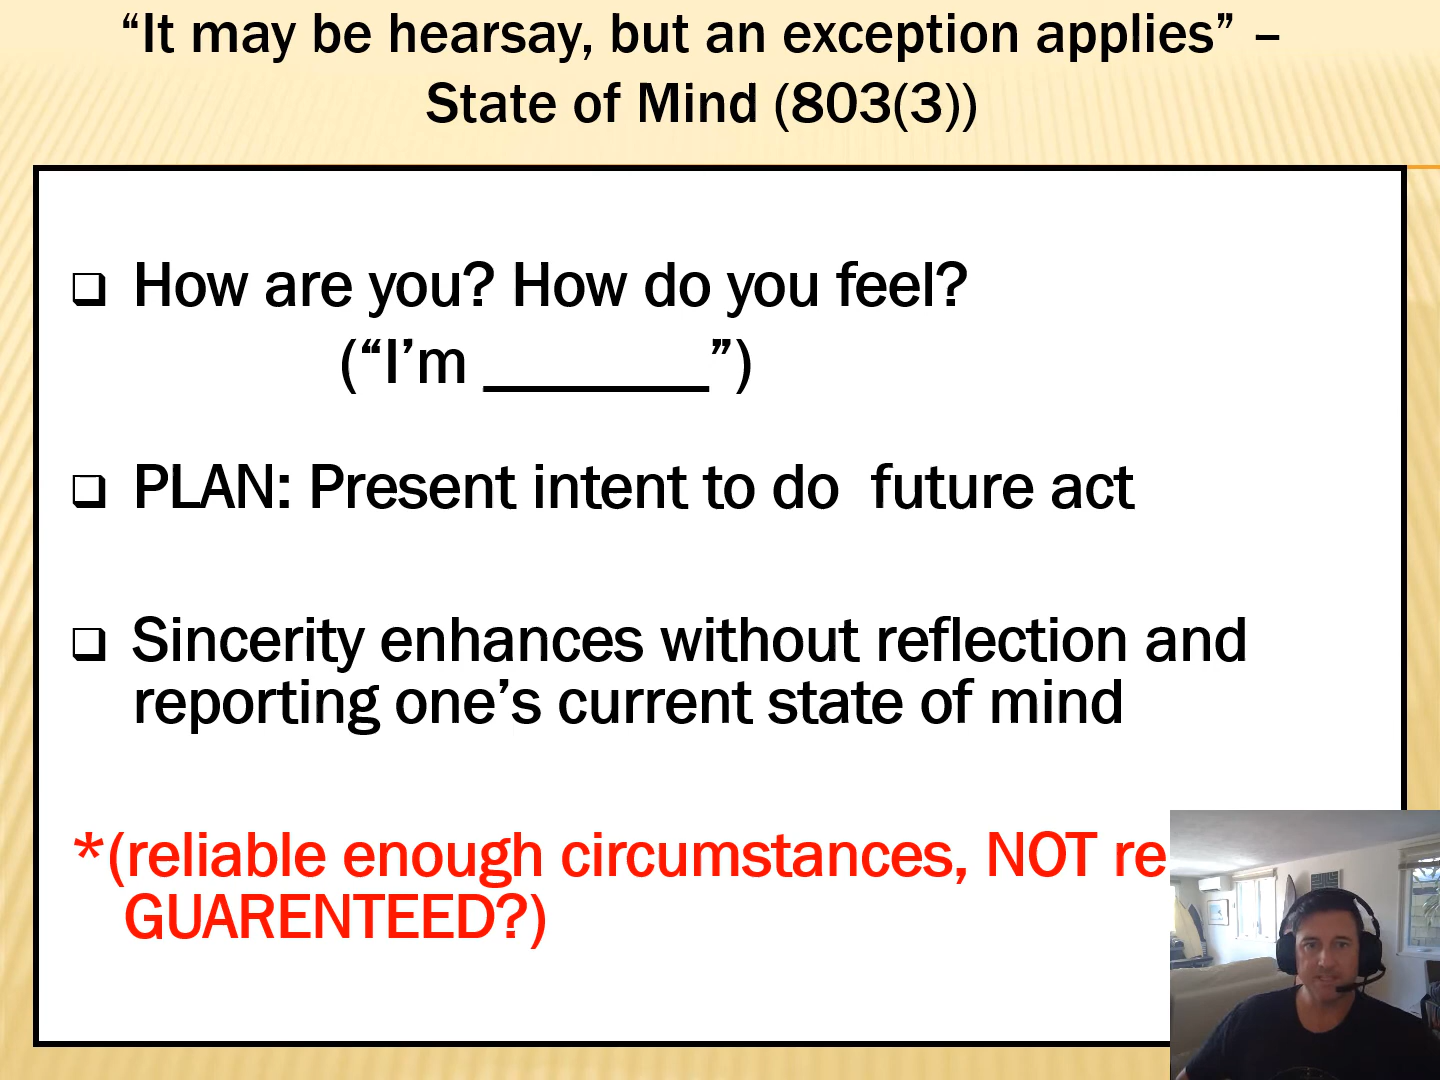 “It may be hearsay, but an exception applies” –
State of Mind (803(3))
How are you? How do you feel?
(“I’m _______”)
PLAN: Present intent to do  future act
Sincerity enhances without reflection and
reporting one’s current state of mind
*(reliable enough circumstances, NOT re
GUARENTEED?)